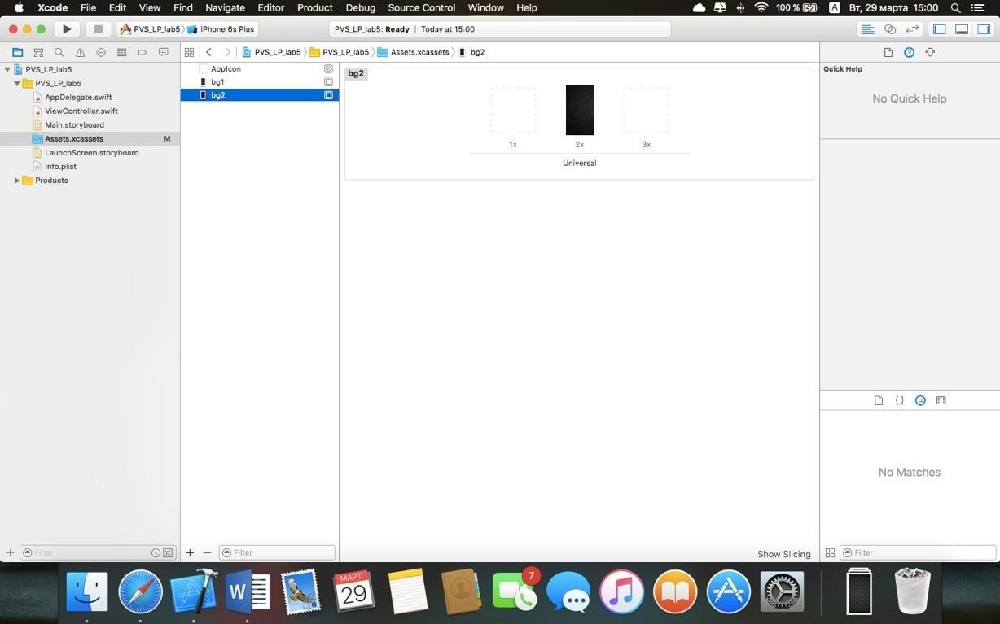 Xcode File Edit View Find Navigate Editor Product Debug Source Control Window Help 100 % A Вт, 29 марта 15:00
PVS_LP_lab5 iPhone 6s Plus PVS_LP_lab5: Ready | Today at 15:00
PVS_LP_lab5 PVS_LP_lab5 Assets.xcassets bg2
PVS_LP_lab5
PVS_LP_lab5
AppDelegate.swift
ViewController.swift
Main.storyboard
Assets.xcassets M
LaunchScreen.storyboard
Info.plist
Products
AppIcon
bg1
bg2
bg2
1x 2x 3x
Universal
Quick Help
No Quick Help
No Matches
Filter
Filter
Show Slicing
Filter
W
МАРТ
29
7